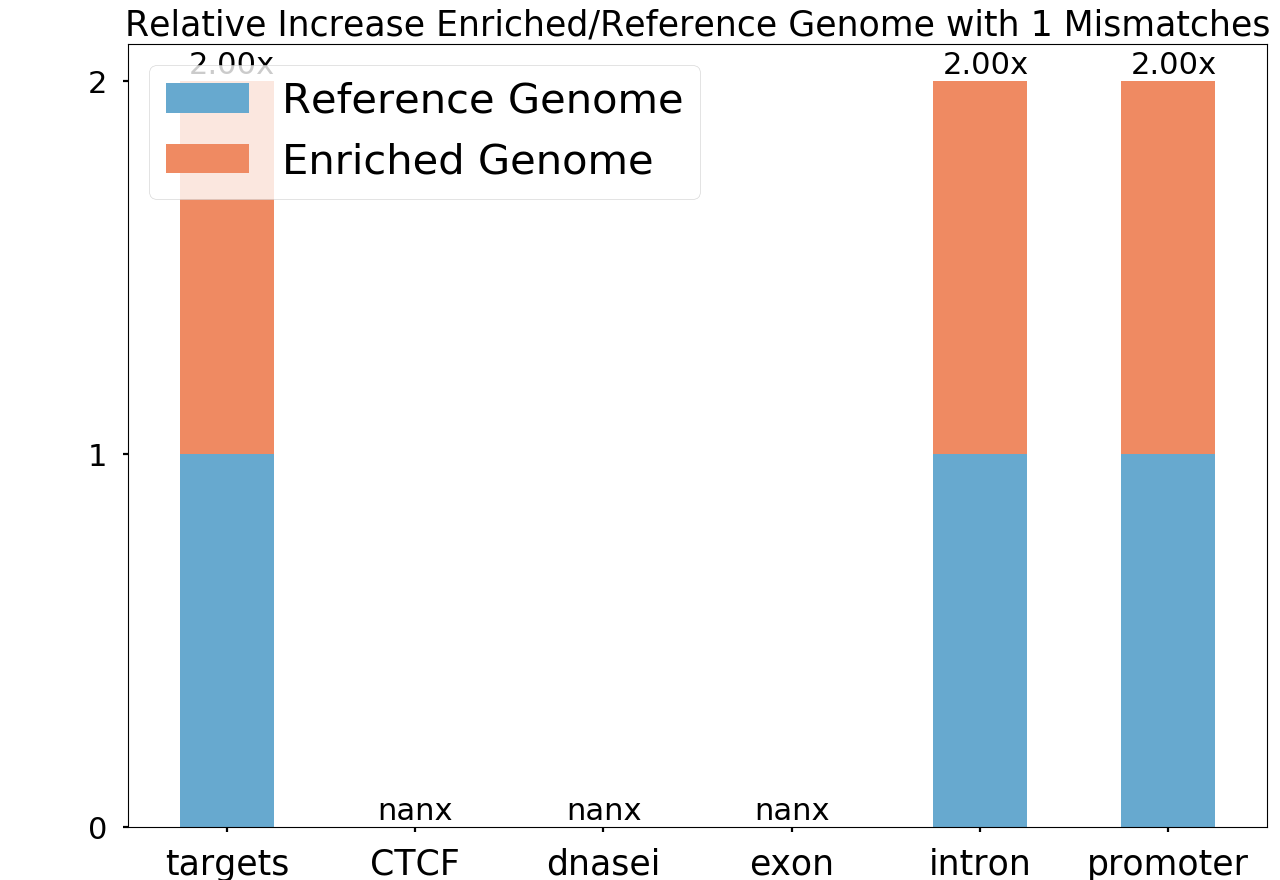 Relative Increase Enriched/Reference Genome with 1 Mismatches
2.00x 2.00x 2.00x
Reference Genome
Enriched Genome
2
1
0
nanx nanx nanx
targets CTCF dnasei exon intron promoter